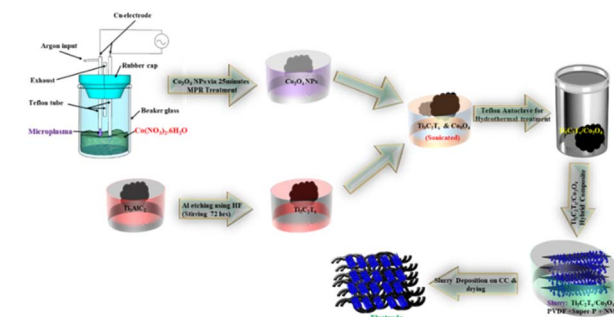 Cu electrode
Argon input
Exhaust
Rubber cap
Teflon tube
Beaker glass
Microplasma
Co(NO₃)₂.6H₂O
Co₃O₄ NPs via 25minutes
MPR Treatment
Co₃O₄ NPs
Ti₃C₂Tₓ & Co₃O₄
(Sonicated)
Teflon Autoclave for
Hydrothermal treatment
Ti₃C₂Tₓ/Co₃O₄
Ti₃AlC₂
Al etching using HF
(Stirring 72 hrs)
Ti₃C₂Tₓ
Ti₃C₂Tₓ/Co₃O₄
Hybrid Composite
Slurry: Ti₃C₂Tₓ/Co₃O₄
PVDF +Super P +
Slurry Deposition on CC &
drying